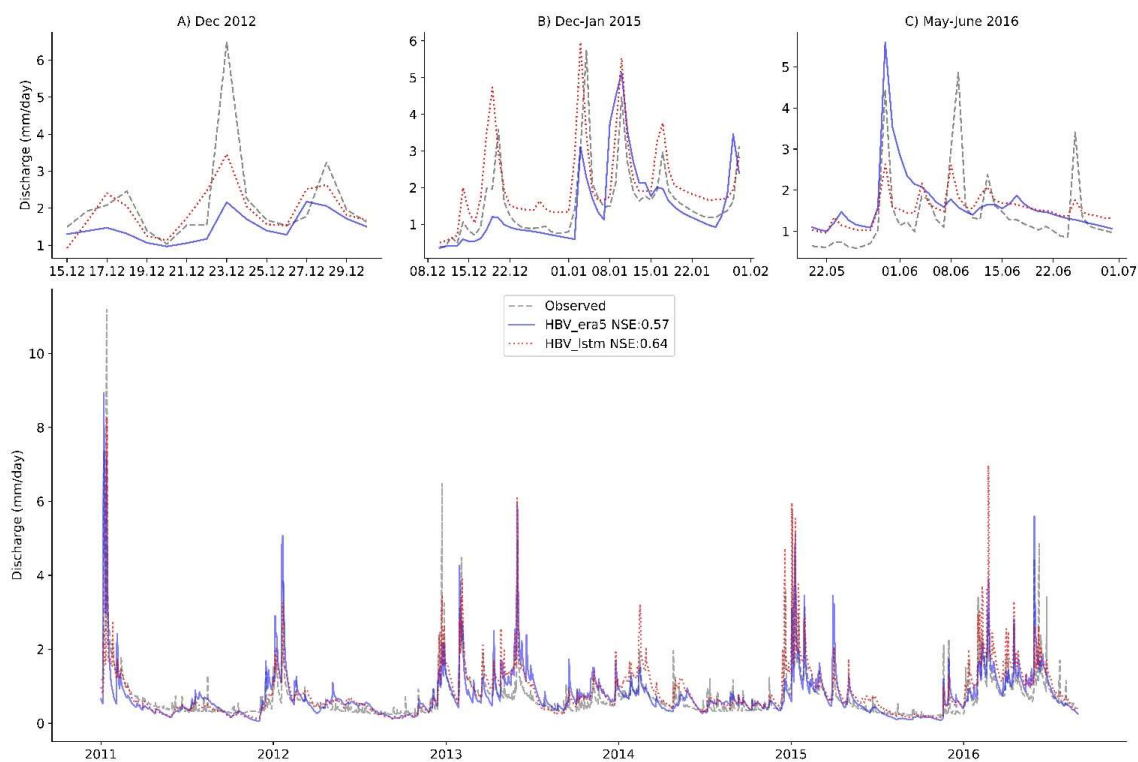 A) Dec 2012
B) Dec-Jan 2015
C) May-June 2016
Discharge (mm/day)
6
5
4
3
2
1
15.12 17.12 19.12 21.12 23.12 25.12 27.12 29.12
6
5
4
3
2
1
08.12 15.12 22.12 01.01 08.01 15.01 22.01 01.02
5
4
3
2
1
22.05 01.06 08.06 15.06 22.06 01.07
Observed
HBV_era5 NSE:0.57
HBV_lstm NSE:0.64
Discharge (mm/day)
10
8
6
4
2
0
2011 2012 2013 2014 2015 2016